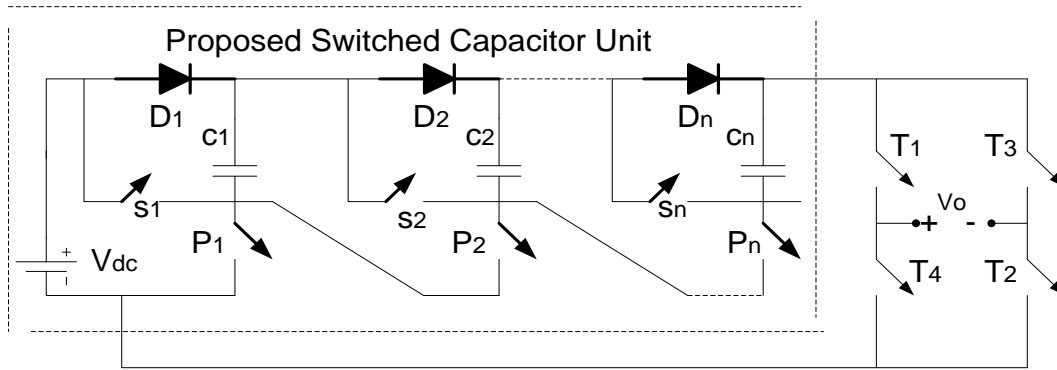 Proposed Switched Capacitor Unit
D1
D2
Dn
c1
c2
cn
T1
T3
s1
s2
sn
Vo
+
-
P1
P2
Pn
+
Vdc
-
T4
T2